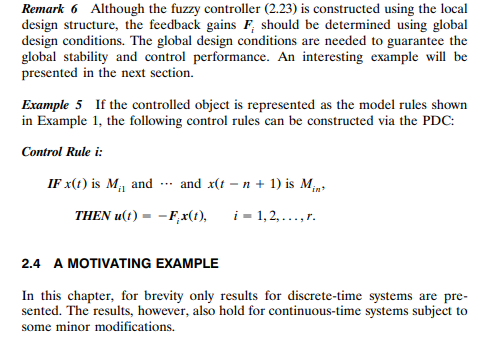 Remark 6 Although the fuzzy controller (2.23) is constructed using the local
design structure, the feedback gains Fi should be determined using global
design conditions. The global design conditions are needed to guarantee the
global stability and control performance. An interesting example will be
presented in the next section.
Example 5 If the controlled object is represented as the model rules shown
in Example 1, the following control rules can be constructed via the PDC:
Control Rule i:
IF x(t) is Mi1 and ⋯ and x(t − n + 1) is Min,
THEN u(t) = −Fix(t), i = 1, 2, . . . , r.
2.4 A MOTIVATING EXAMPLE
In this chapter, for brevity only results for discrete-time systems are pre-
sented. The results, however, also hold for continuous-time systems subject to
some minor modifications.